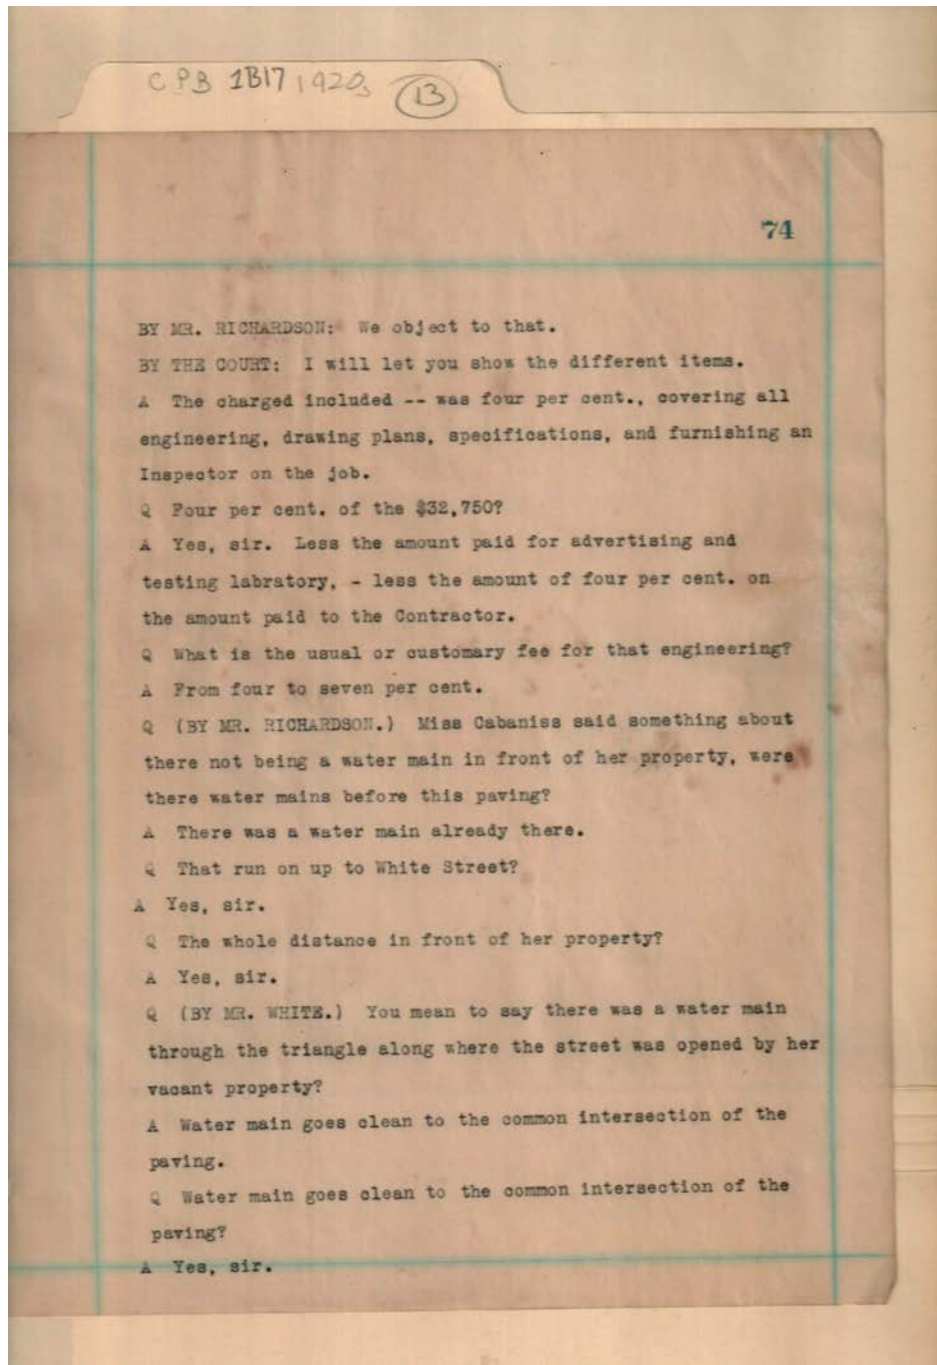 CPB 1B17 1920s 13
74
BY MR. RICHARDSON: We object to that.
BY THE COURT: I will let you show the different items.
A The charged included -- was four per cent., covering all
engineering, drawing plans, specifications, and furnishing an
Inspector on the job.
Q Four per cent. of the $32,750?
A Yes, sir. Less the amount paid for advertising and
testing labratory, - less the amount of four per cent. on
the amount paid to the Contractor.
Q What is the usual or customary fee for that engineering?
A From four to seven per cent.
Q (BY MR. RICHARDSON.) Miss Cabaniss said something about
there not being a water main in front of her property, were
there water mains before this paving?
A There was a water main already there.
Q That run on up to White Street?
A Yes, sir.
Q The whole distance in front of her property?
A Yes, sir.
Q (BY MR. WHITE.) You mean to say there was a water main
through the triangle along where the street was opened by her
vacant property?
A Water main goes clean to the common intersection of the
paving.
Q Water main goes clean to the common intersection of the
paving?
A Yes, sir.